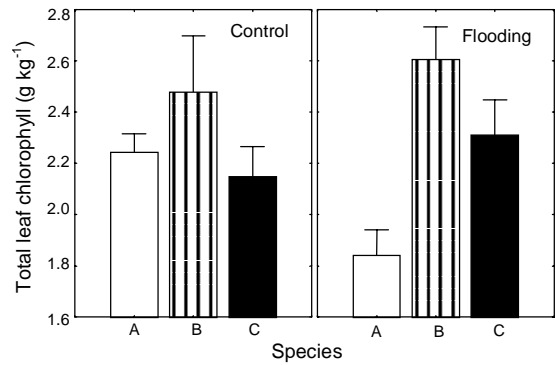 2.8
2.6
2.4
2.2
2.0
1.8
1.6
Total leaf chlorophyll (g kg⁻¹)
Control
Flooding
A B C A B C
Species